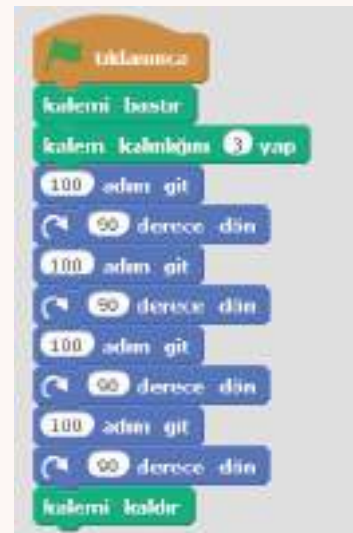 tıklanınca
kalemi bastır
kalem kalınlığını 3 yap
100 adım git
90 derece dön
100 adım git
90 derece dön
100 adım git
90 derece dön
100 adım git
90 derece dön
kalemi kaldır